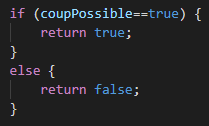 if (coupPossible==true) {
    return true;
}
else {
    return false;
}